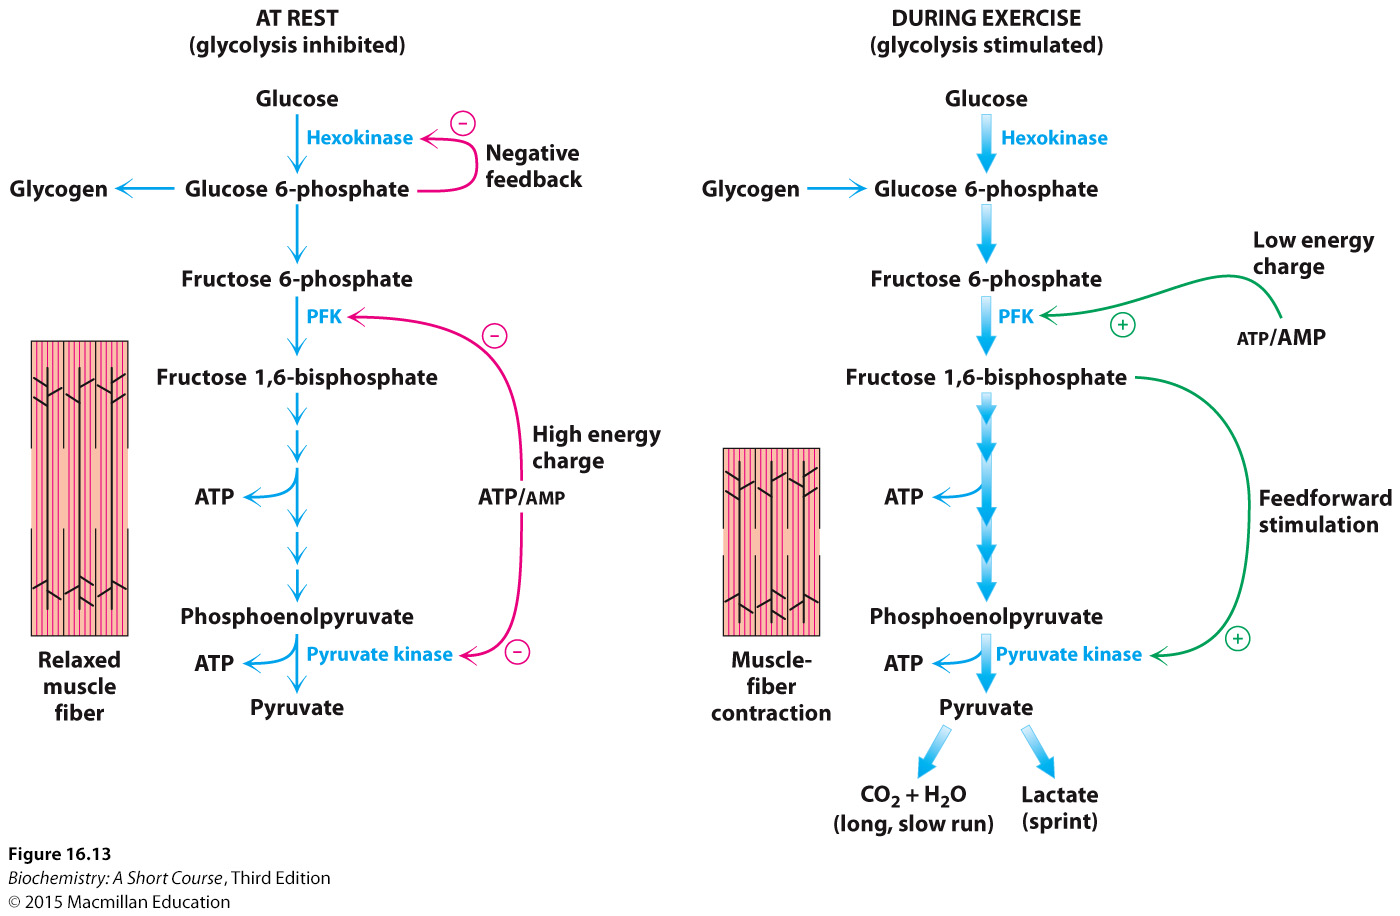 AT REST
(glycolysis inhibited)
Glucose
Hexokinase
−
Negative
feedback
Glycogen
Glucose 6-phosphate
Fructose 6-phosphate
PFK
−
Fructose 1,6-bisphosphate
High energy
charge
ATP
ATP/AMP
Phosphoenolpyruvate
ATP
Pyruvate kinase
−
Pyruvate
Relaxed
muscle
fiber
DURING EXERCISE
(glycolysis stimulated)
Glucose
Hexokinase
Glycogen
Glucose 6-phosphate
Low energy
charge
Fructose 6-phosphate
PFK
+
ATP/AMP
Fructose 1,6-bisphosphate
ATP
Feedforward
stimulation
Phosphoenolpyruvate
+
ATP
Pyruvate kinase
Pyruvate
Muscle-
fiber
contraction
CO₂ + H₂O
(long, slow run)
Lactate
(sprint)
Figure 16.13
Biochemistry: A Short Course, Third Edition
© 2015 Macmillan Education